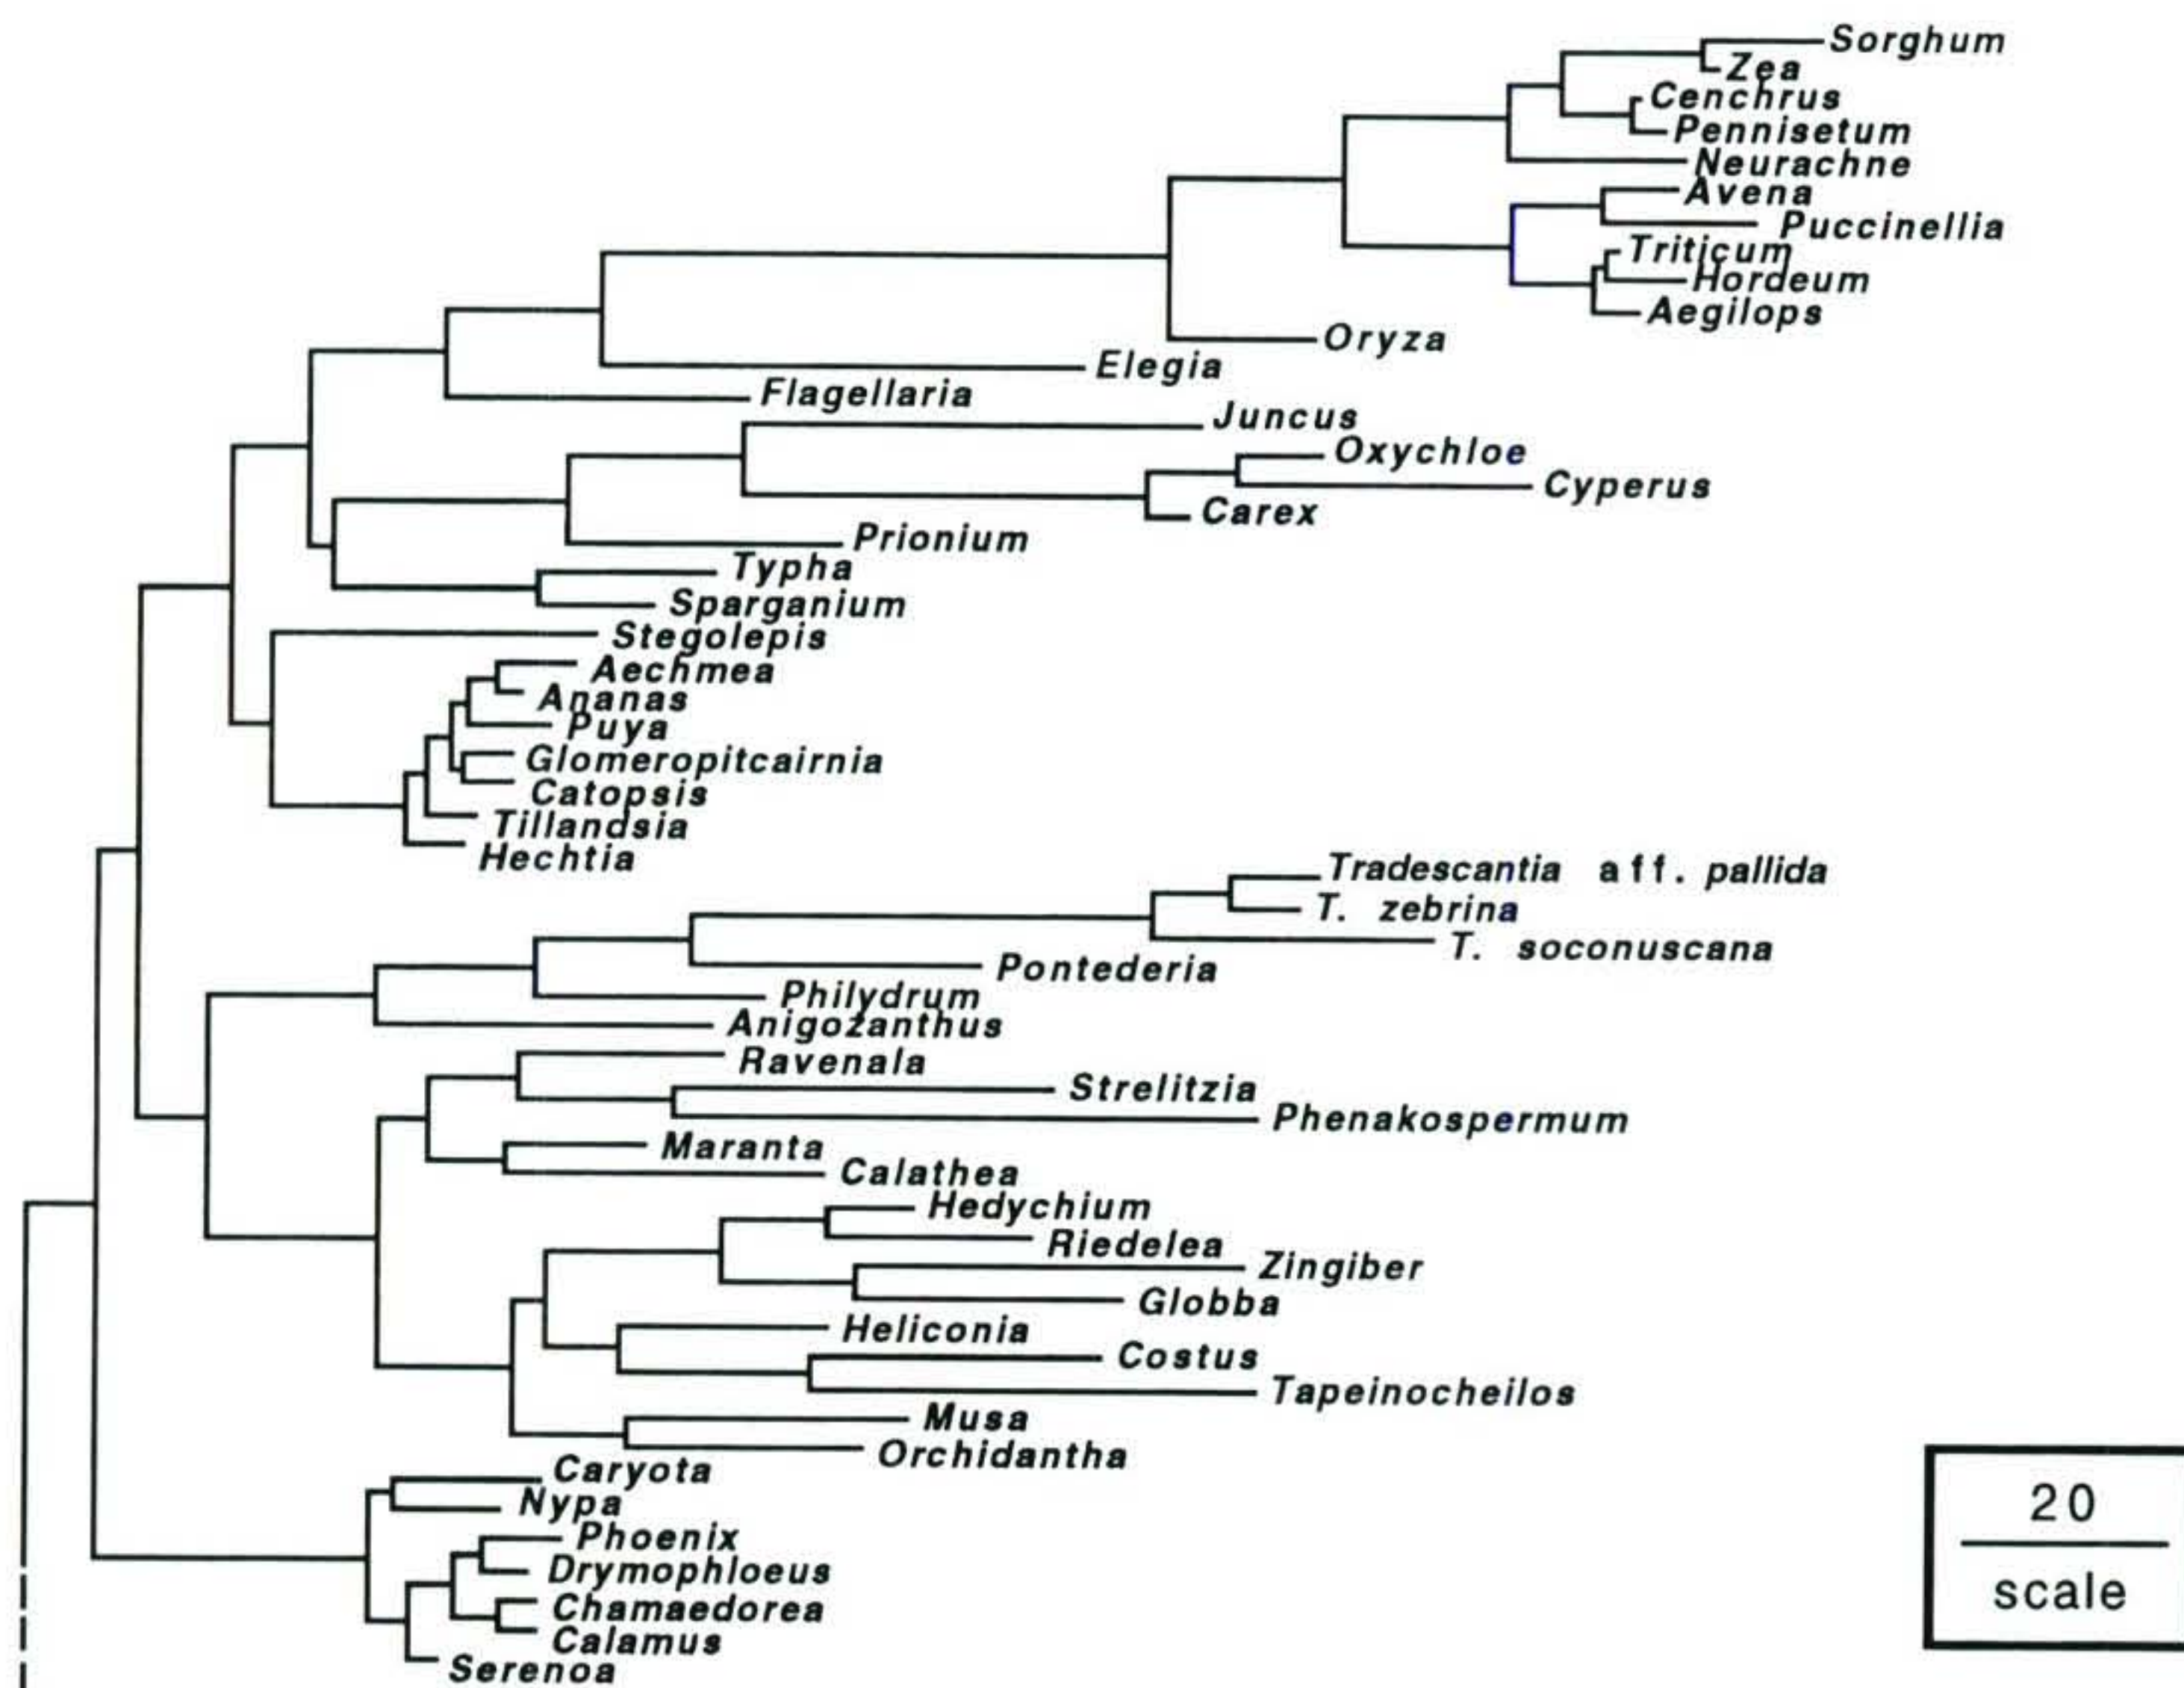 Sorghum
Zea
Cenchrus
Pennisetum
Neurachne
Avena
Puccinellia
Triticum
Hordeum
Aegilops
Oryza
Elegia
Flagellaria
Juncus
Oxychloe
Cyperus
Carex
Prionium
Typha
Sparganium
Stegolepis
Aechmea
Ananas
Puya
Glomeropitcairnia
Catopsis
Tillandsia
Hechtia
Tradescantia aff. pallida
T. zebrina
T. soconuscana
Pontederia
Philydrum
Anigozanthus
Ravenala
Strelitzia
Phenakospermum
Maranta
Calathea
Hedychium
Riedelea
Zingiber
Globba
Heliconia
Costus
Tapeinocheilos
Musa
Orchidantha
Caryota
Nypa
Phoenix
Drymophloeus
Chamaedorea
Calamus
Serenoa
20
scale